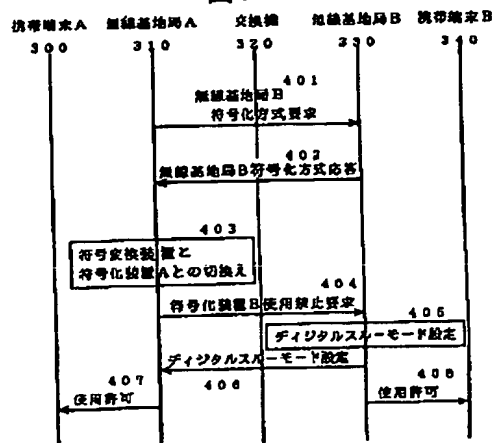 図
携帯端末A 無線基地局A 交換機 無線基地局B 携帯端末B
300 310 320 330 340
401
無線基地局B
符号化方式要求
402
無線基地局B符号化方式応答
403
符号変換装置と
符号化装置Aとの切換え
404
符号化装置B使用禁止要求
405
ディジタルスルーモード設定
ディジタルスルーモード設定
406
407
使用許可
408
使用許可